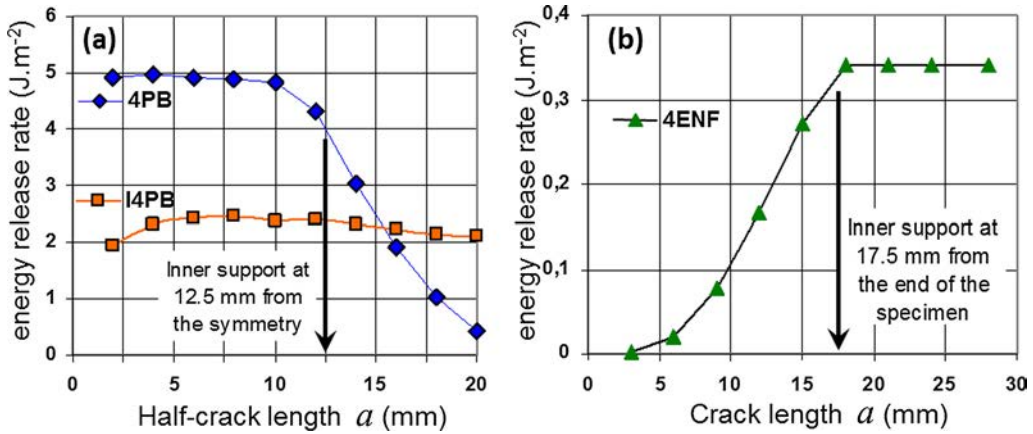 (a)
energy release rate (J.m-2)
6
5
4
3
2
1
0
4PB
I4PB
Inner support at
12.5 mm from
the symmetry
0 5 10 15 20
Half-crack length a (mm)
(b)
energy release rate (J.m-2)
0,4
0,3
0,2
0,1
0
4ENF
Inner support at
17.5 mm from
the end of the
specimen
0 5 10 15 20 25 30
Crack length a (mm)